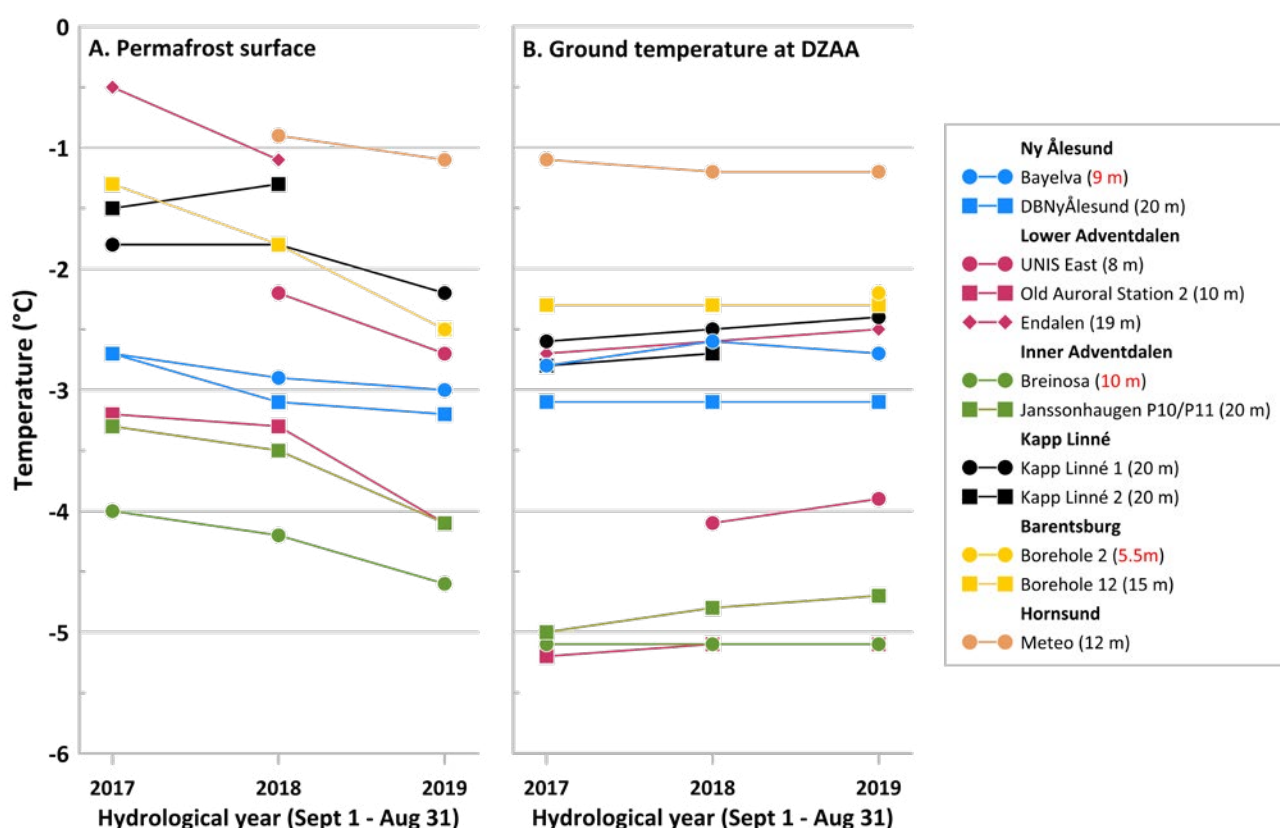 A. Permafrost surface
B. Ground temperature at DZAA
Temperature (°C)
0
-1
-2
-3
-4
-5
-6
2017
2018
2019
Hydrological year (Sept 1 - Aug 31)
2017
2018
2019
Hydrological year (Sept 1 - Aug 31)
Ny Ålesund
Bayelva (9 m)
DBNyÅlesund (20 m)
Lower Adventdalen
UNIS East (8 m)
Old Auroral Station 2 (10 m)
Endalen (19 m)
Inner Adventdalen
Breinosa (10 m)
Janssonhaugen P10/P11 (20 m)
Kapp Linné
Kapp Linné 1 (20 m)
Kapp Linné 2 (20 m)
Barentsburg
Borehole 2 (5.5m)
Borehole 12 (15 m)
Hornsund
Meteo (12 m)